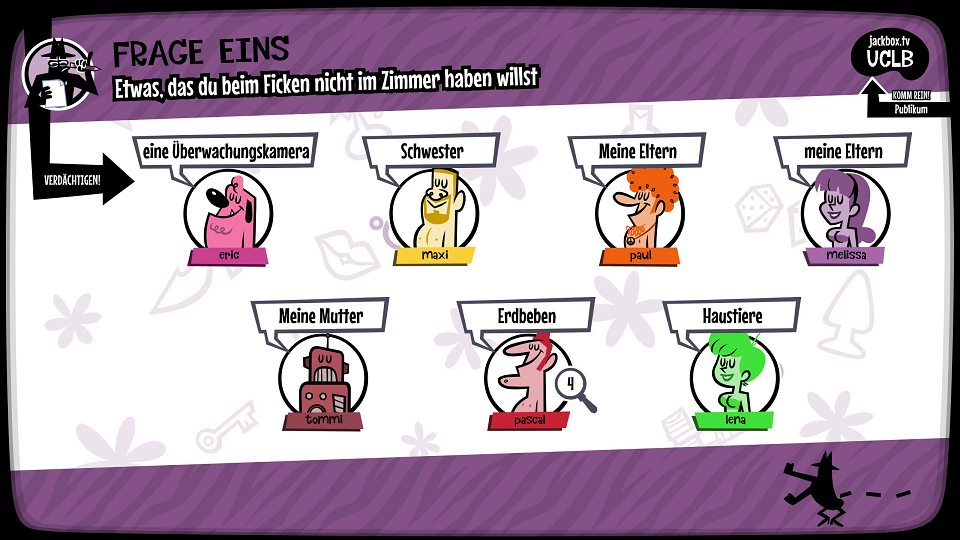 FRAGE EINS
Etwas, das du beim Ficken nicht im Zimmer haben willst
jackbox.tv
UCLB
KOMM REIN!
Publikum
VERDÄCHTIGEN!
eine Überwachungskamera
Schwester
Meine Eltern
meine Eltern
eric
maxi
paul
melissa
Meine Mutter
Erdbeben
Haustiere
4
tommi
pascal
lena